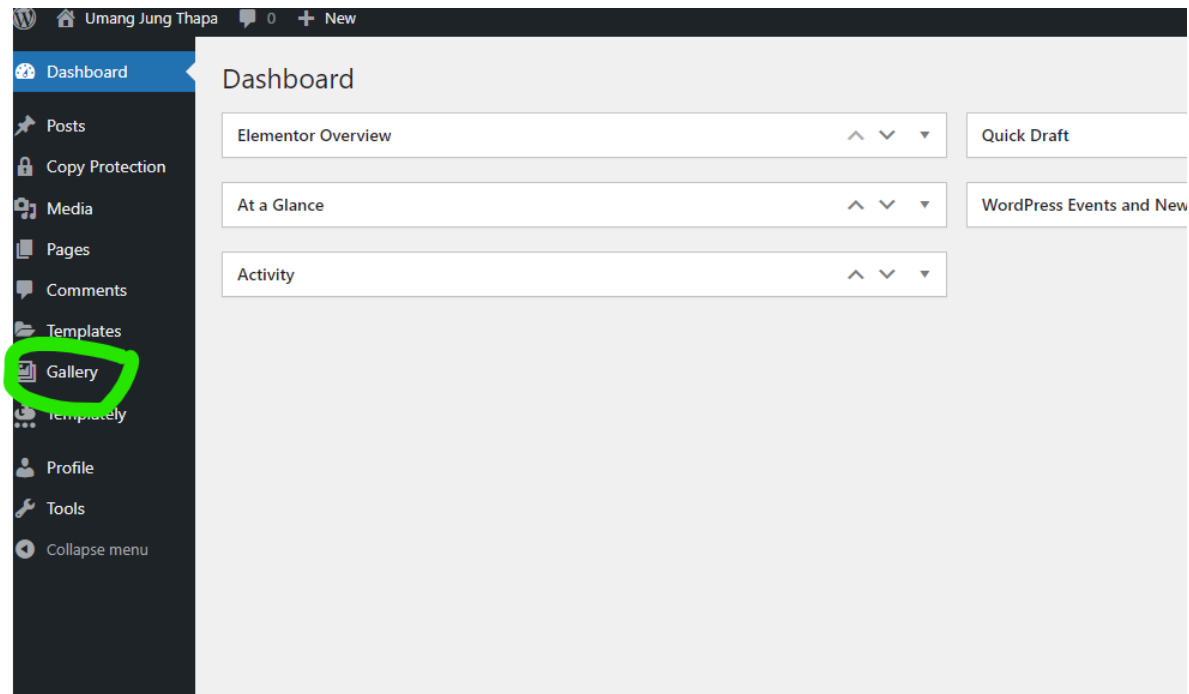 Umang Jung Thapa 0 New
Dashboard
Posts
Copy Protection
Media
Pages
Comments
Templates
Gallery
Templately
Profile
Tools
Collapse menu
Dashboard
Elementor Overview
At a Glance
Activity
Quick Draft
WordPress Events and New